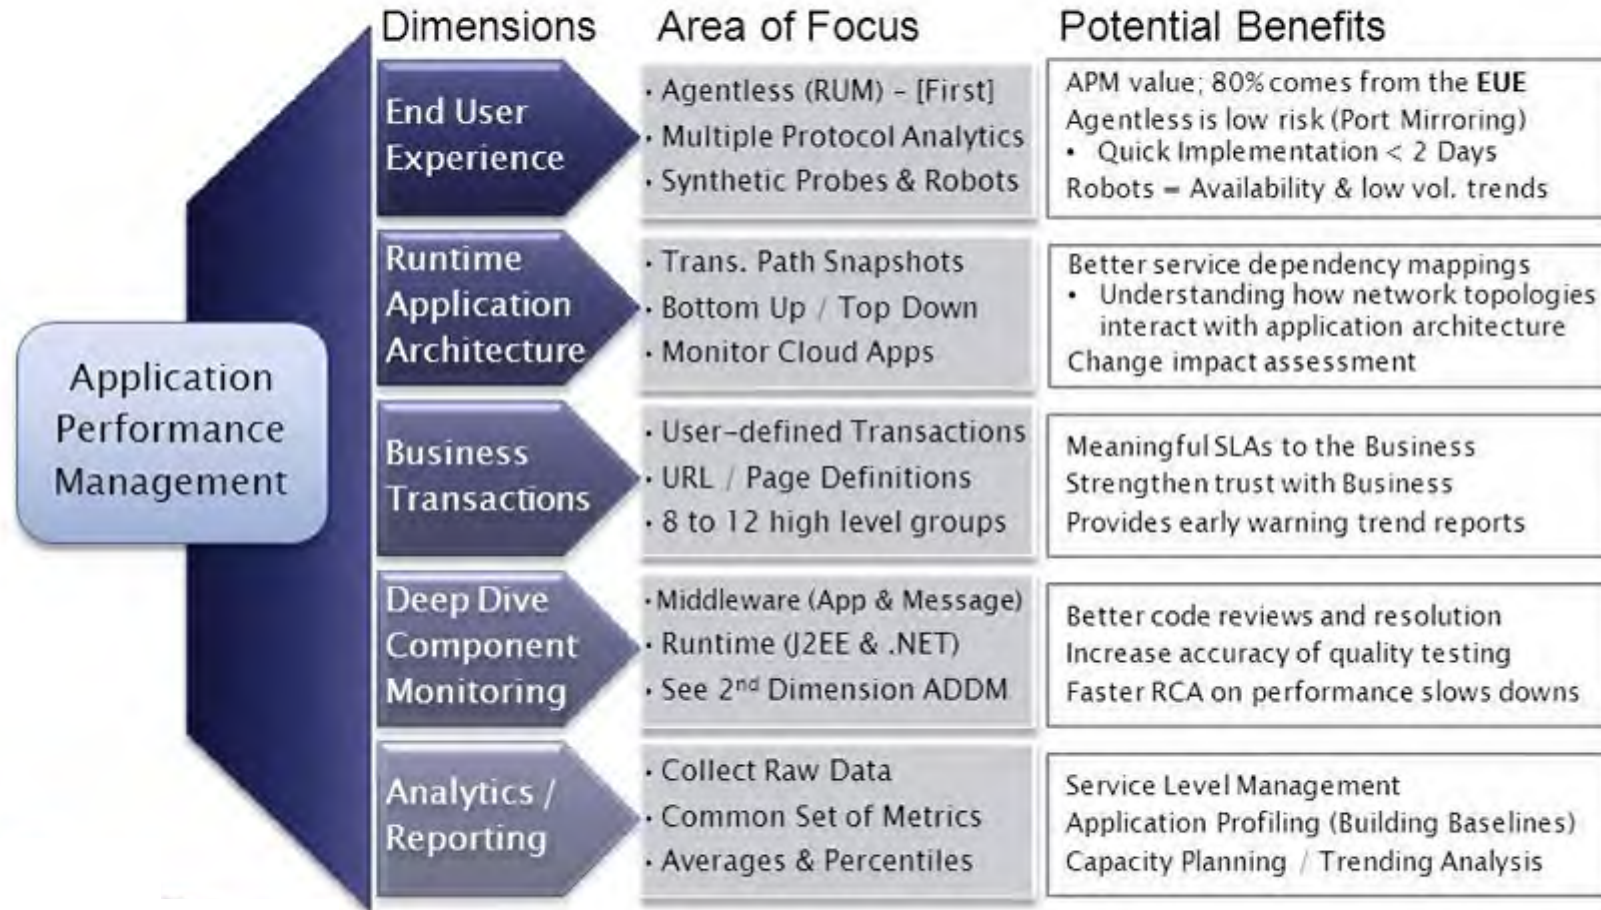 Dimensions
Area of Focus
Potential Benefits
Application
Performance
Management
End User
Experience
· Agentless (RUM) – [First]
· Multiple Protocol Analytics
· Synthetic Probes & Robots
APM value; 80% comes from the EUE
Agentless is low risk (Port Mirroring)
• Quick Implementation < 2 Days
Robots = Availability & low vol. trends
Runtime
Application
Architecture
· Trans. Path Snapshots
· Bottom Up / Top Down
· Monitor Cloud Apps
Better service dependency mappings
• Understanding how network topologies
interact with application architecture
Change impact assessment
Business
Transactions
· User–defined Transactions
· URL / Page Definitions
· 8 to 12 high level groups
Meaningful SLAs to the Business
Strengthen trust with Business
Provides early warning trend reports
Deep Dive
Component
Monitoring
· Middleware (App & Message)
· Runtime (J2EE & .NET)
· See 2nd Dimension ADDM
Better code reviews and resolution
Increase accuracy of quality testing
Faster RCA on performance slows downs
Analytics /
Reporting
· Collect Raw Data
· Common Set of Metrics
· Averages & Percentiles
Service Level Management
Application Profiling (Building Baselines)
Capacity Planning / Trending Analysis